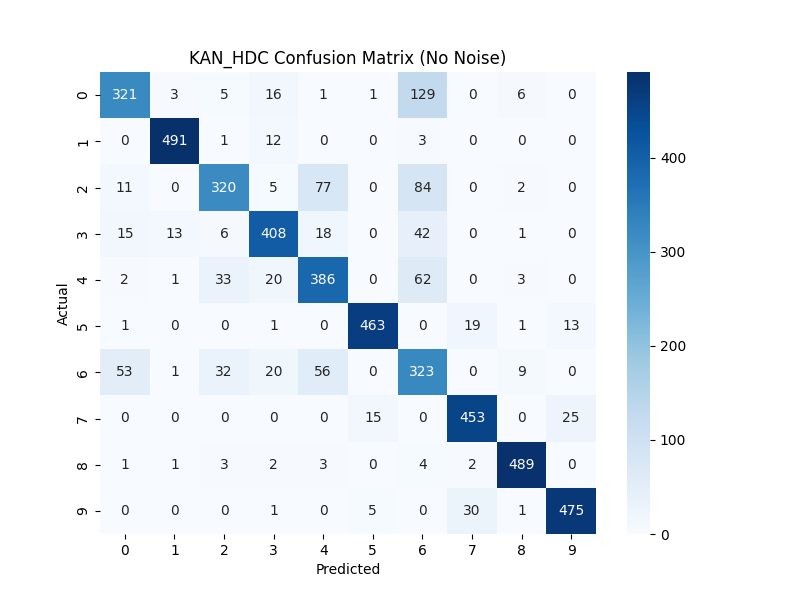 KAN_HDC Confusion Matrix (No Noise)
0 321 3 5 16 1 1 129 0 6 0
1 0 491 1 12 0 0 3 0 0 0
2 11 0 320 5 77 0 84 0 2 0
3 15 13 6 408 18 0 42 0 1 0
4 2 1 33 20 386 0 62 0 3 0
5 1 0 0 1 0 463 0 19 1 13
6 53 1 32 20 56 0 323 0 9 0
7 0 0 0 0 0 15 0 453 0 25
8 1 1 3 2 3 0 4 2 489 0
9 0 0 0 1 0 5 0 30 1 475
0 1 2 3 4 5 6 7 8 9
Predicted
Actual
400
300
200
100
0